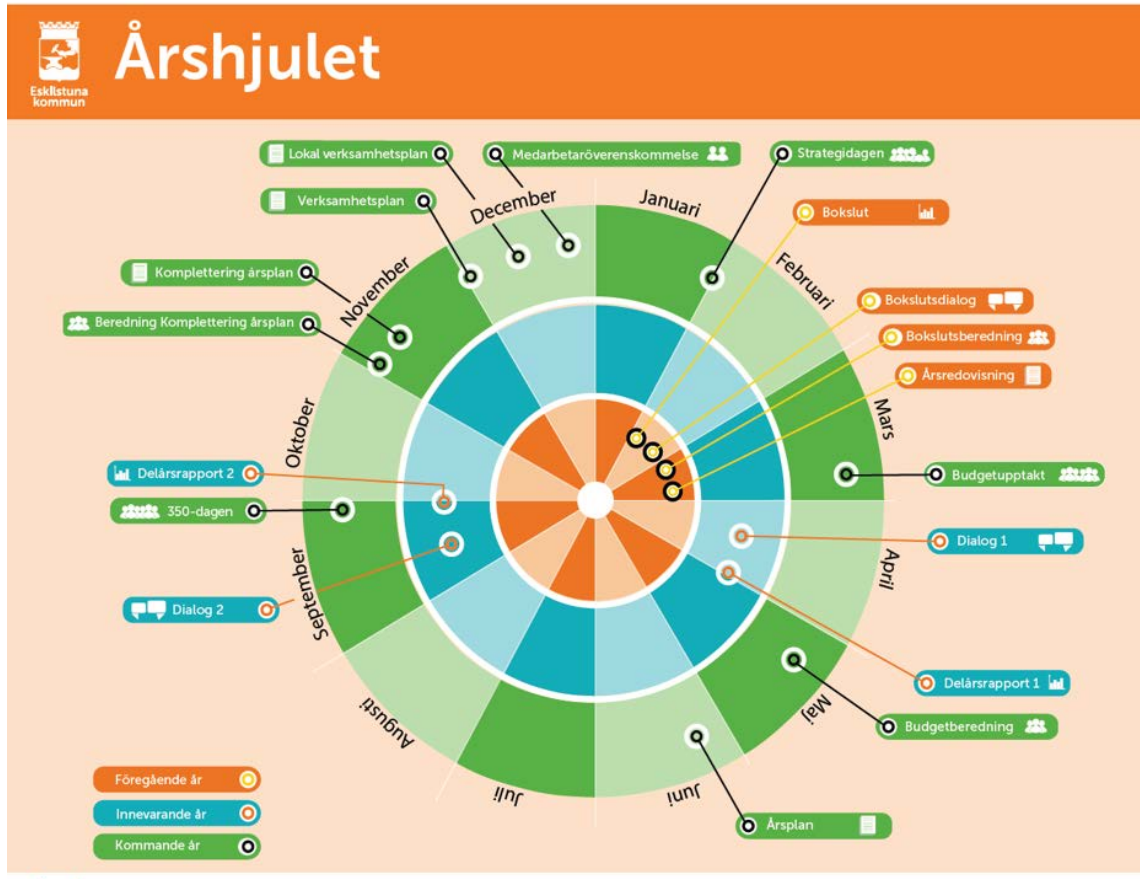 Eskilstuna
kommun
Årshjulet
Lokal verksamhetsplan
Medarbetaröverenskommelse
Strategidagen
Verksamhetsplan
Bokslut
Komplettering årsplan
Bokslutsdialog
Beredning Komplettering årsplan
Bokslutsberedning
Årsredovisning
Delårsrapport 2
Budgetupptakt
350-dagen
Dialog 1
Dialog 2
Delårsrapport 1
Budgetberedning
Årsplan
Januari
Februari
Mars
April
Maj
Juni
Juli
Augusti
September
Oktober
November
December
Föregående år
Innevarande år
Kommande år